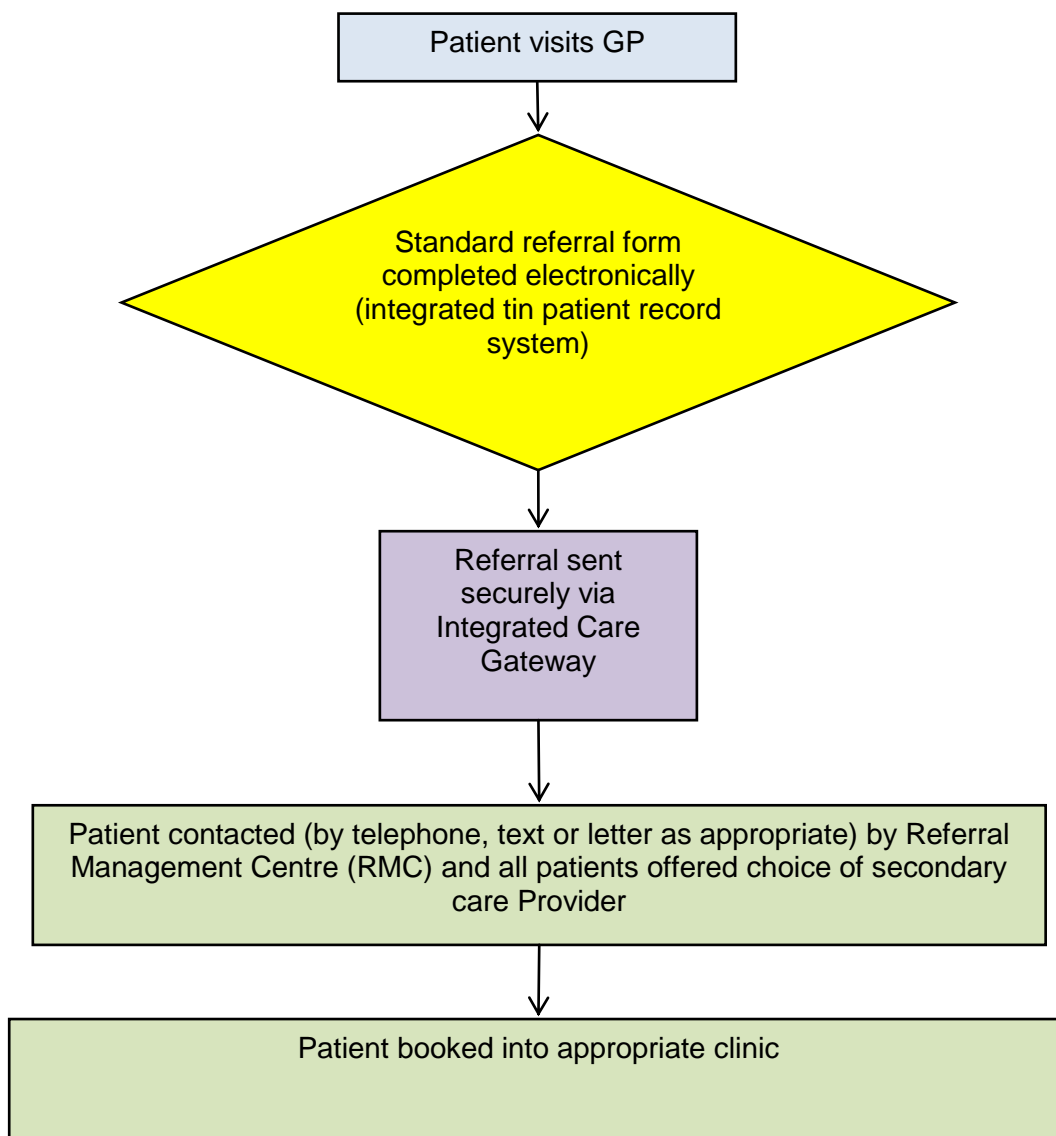 Patient visits GP
Standard referral form
completed electronically
(integrated tin patient record
system)
Referral sent
securely via
Integrated Care
Gateway
Patient contacted (by telephone, text or letter as appropriate) by Referral
Management Centre (RMC) and all patients offered choice of secondary
care Provider
Patient booked into appropriate clinic